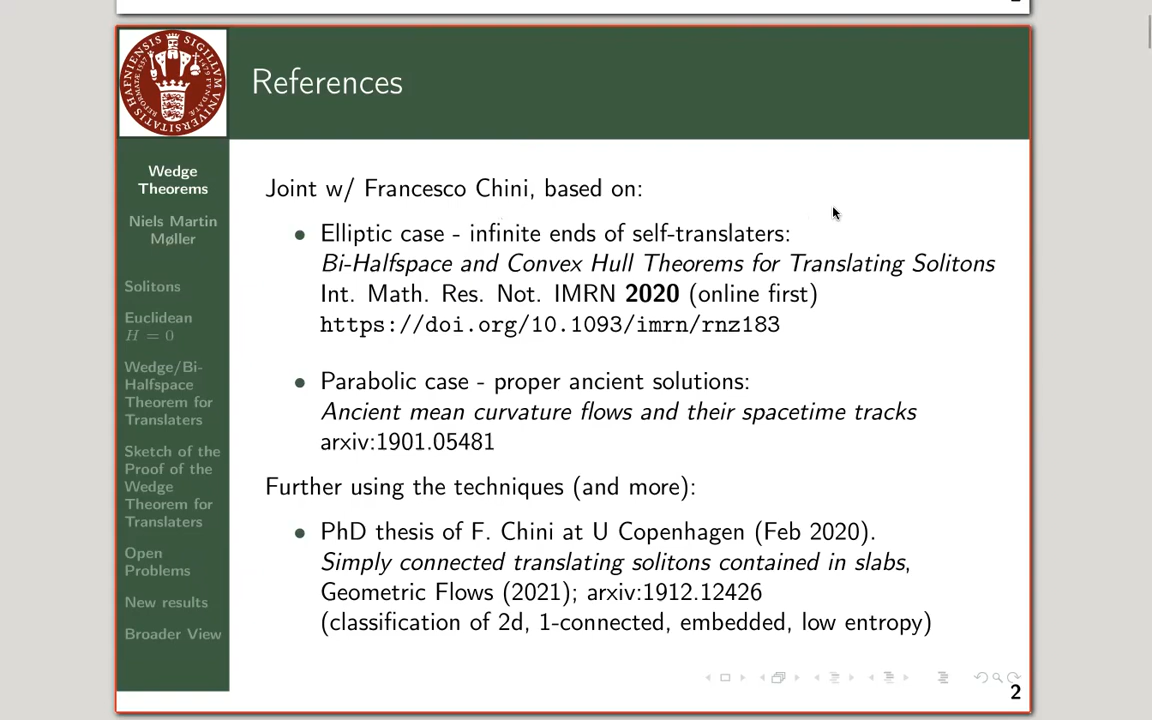 References
Wedge
Theorems
Niels Martin
Møller
Solitons
Euclidean
H = 0
Wedge/Bi-
Halfspace
Theorem for
Translaters
Sketch of the
Proof of the
Wedge
Theorem for
Translaters
Open
Problems
New results
Broader View
Joint w/ Francesco Chini, based on:
• Elliptic case - infinite ends of self-translaters:
Bi-Halfspace and Convex Hull Theorems for Translating Solitons
Int. Math. Res. Not. IMRN 2020 (online first)
https://doi.org/10.1093/imrn/rnz183
• Parabolic case - proper ancient solutions:
Ancient mean curvature flows and their spacetime tracks
arxiv:1901.05481
Further using the techniques (and more):
• PhD thesis of F. Chini at U Copenhagen (Feb 2020).
Simply connected translating solitons contained in slabs,
Geometric Flows (2021); arxiv:1912.12426
(classification of 2d, 1-connected, embedded, low entropy)
2